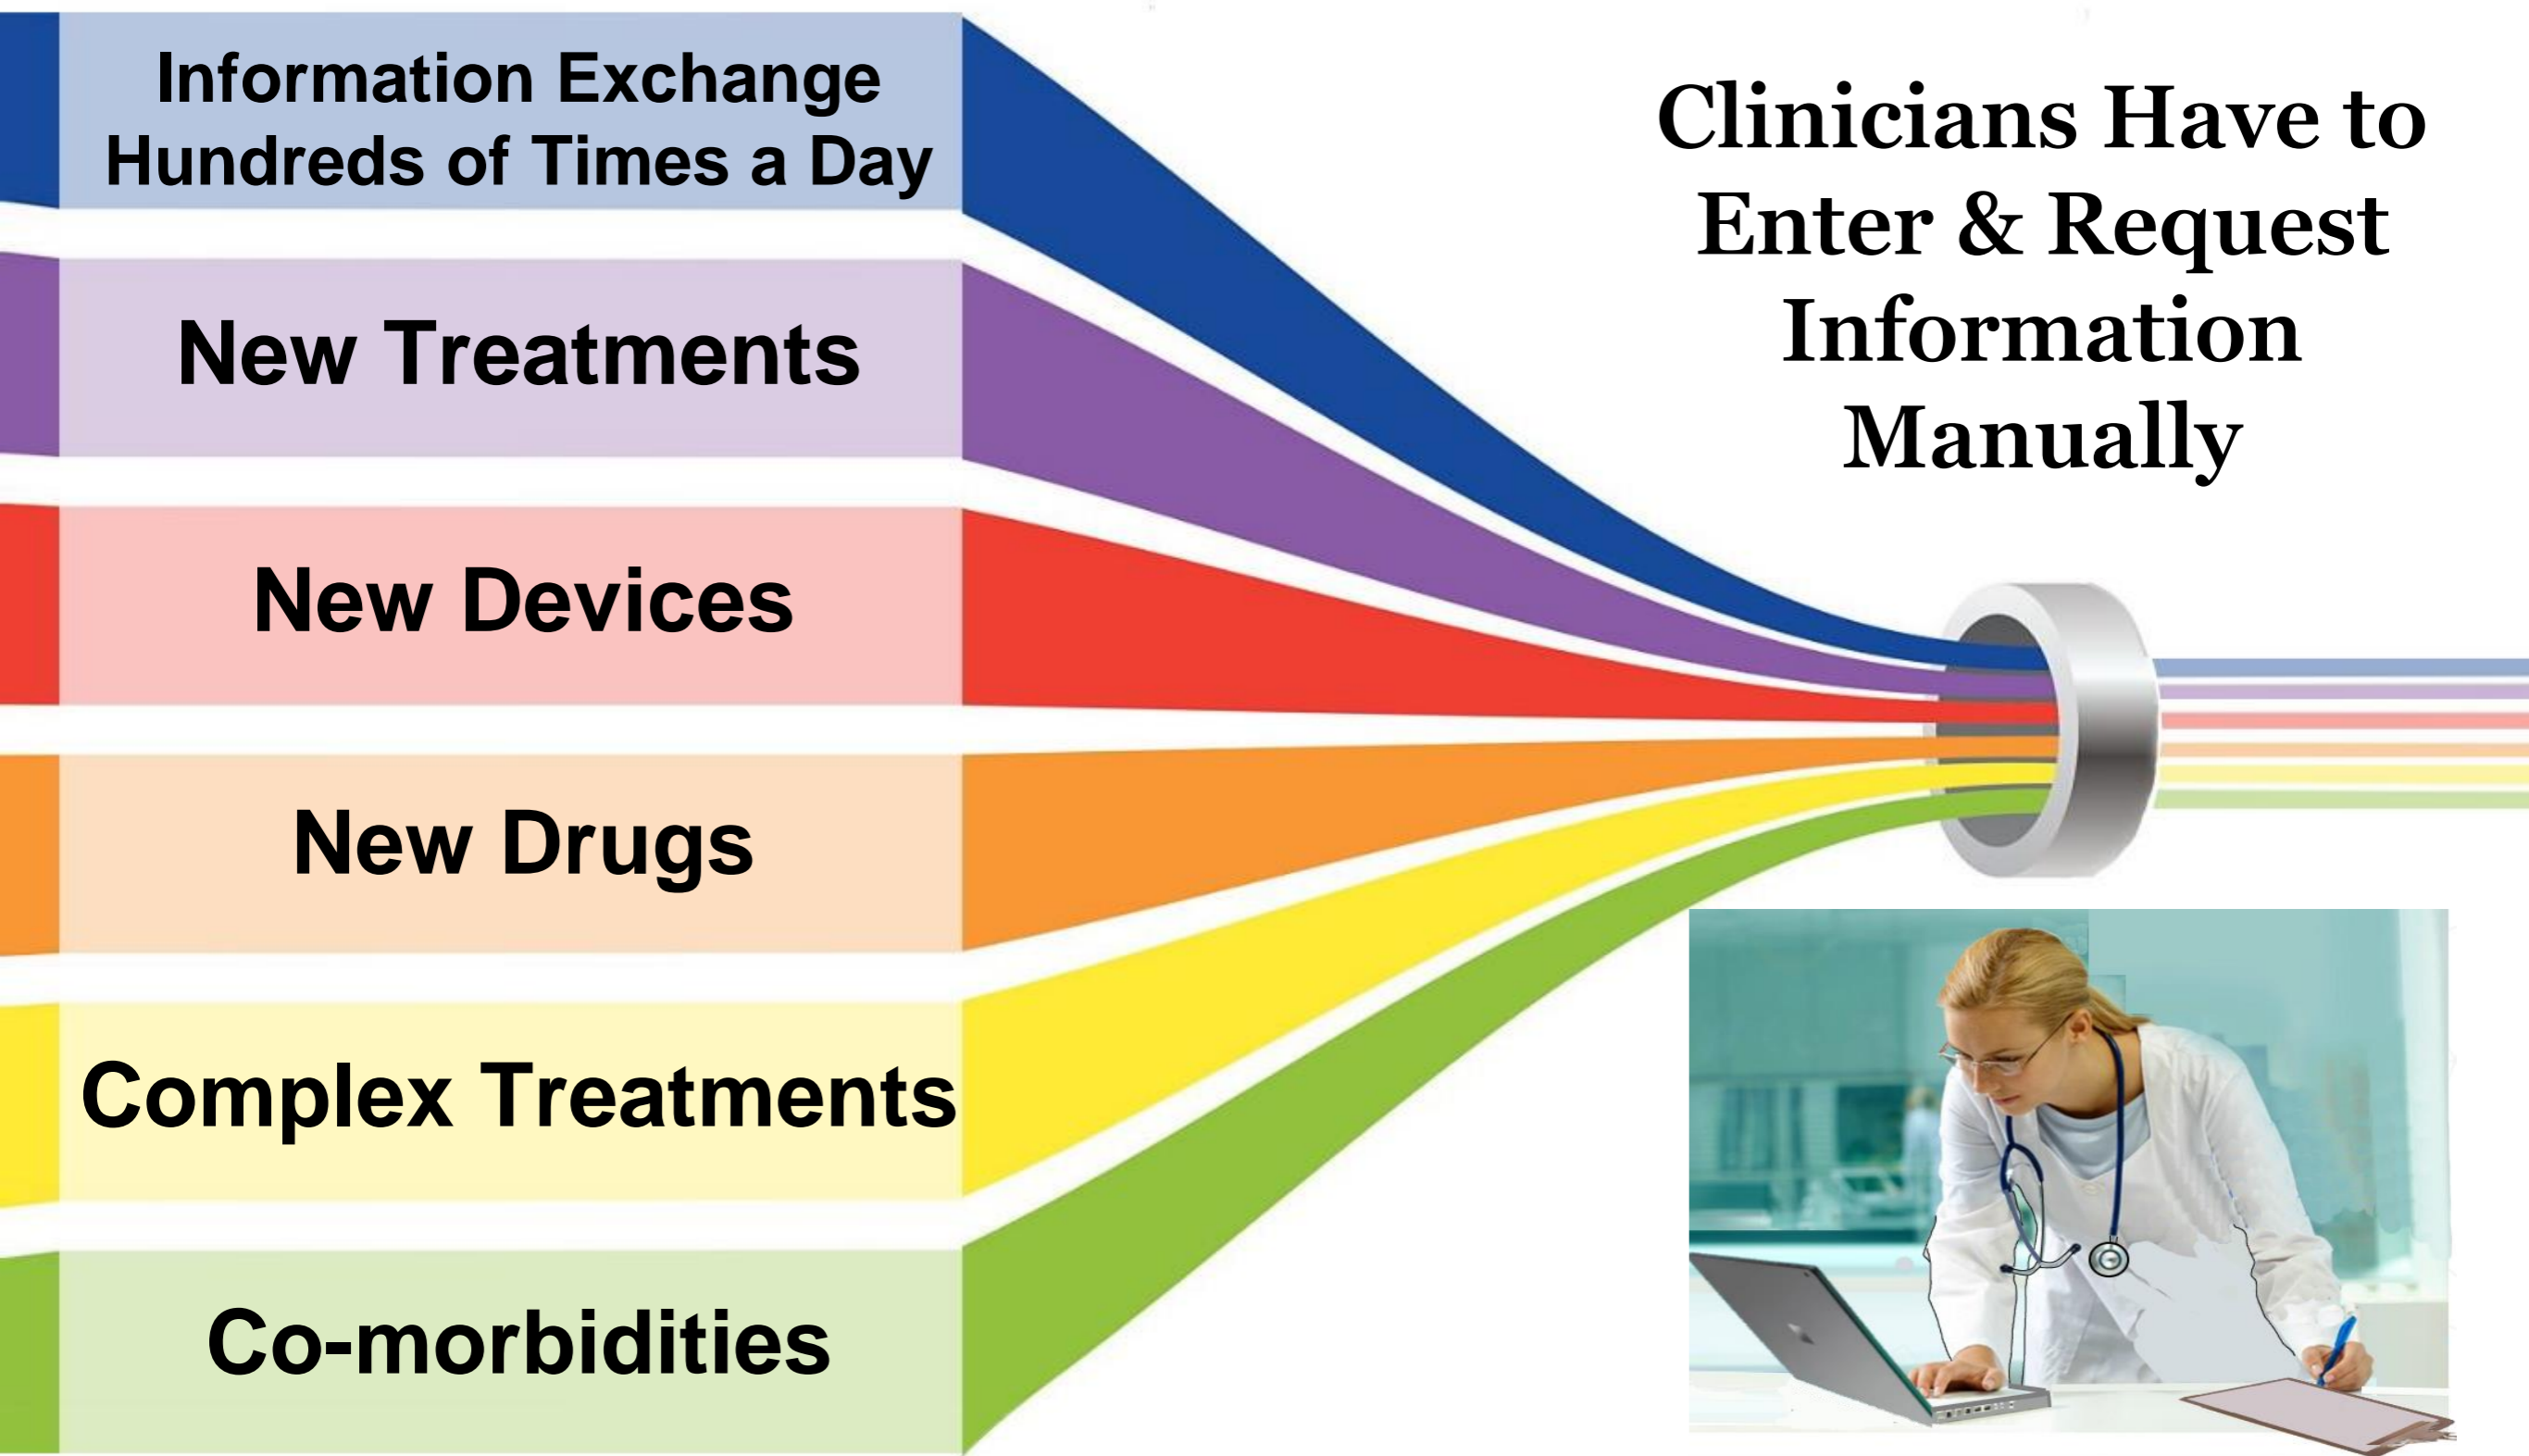 Information Exchange
Hundreds of Times a Day
New Treatments
New Devices
New Drugs
Complex Treatments
Co-morbidities
Clinicians Have to
Enter & Request
Information
Manually